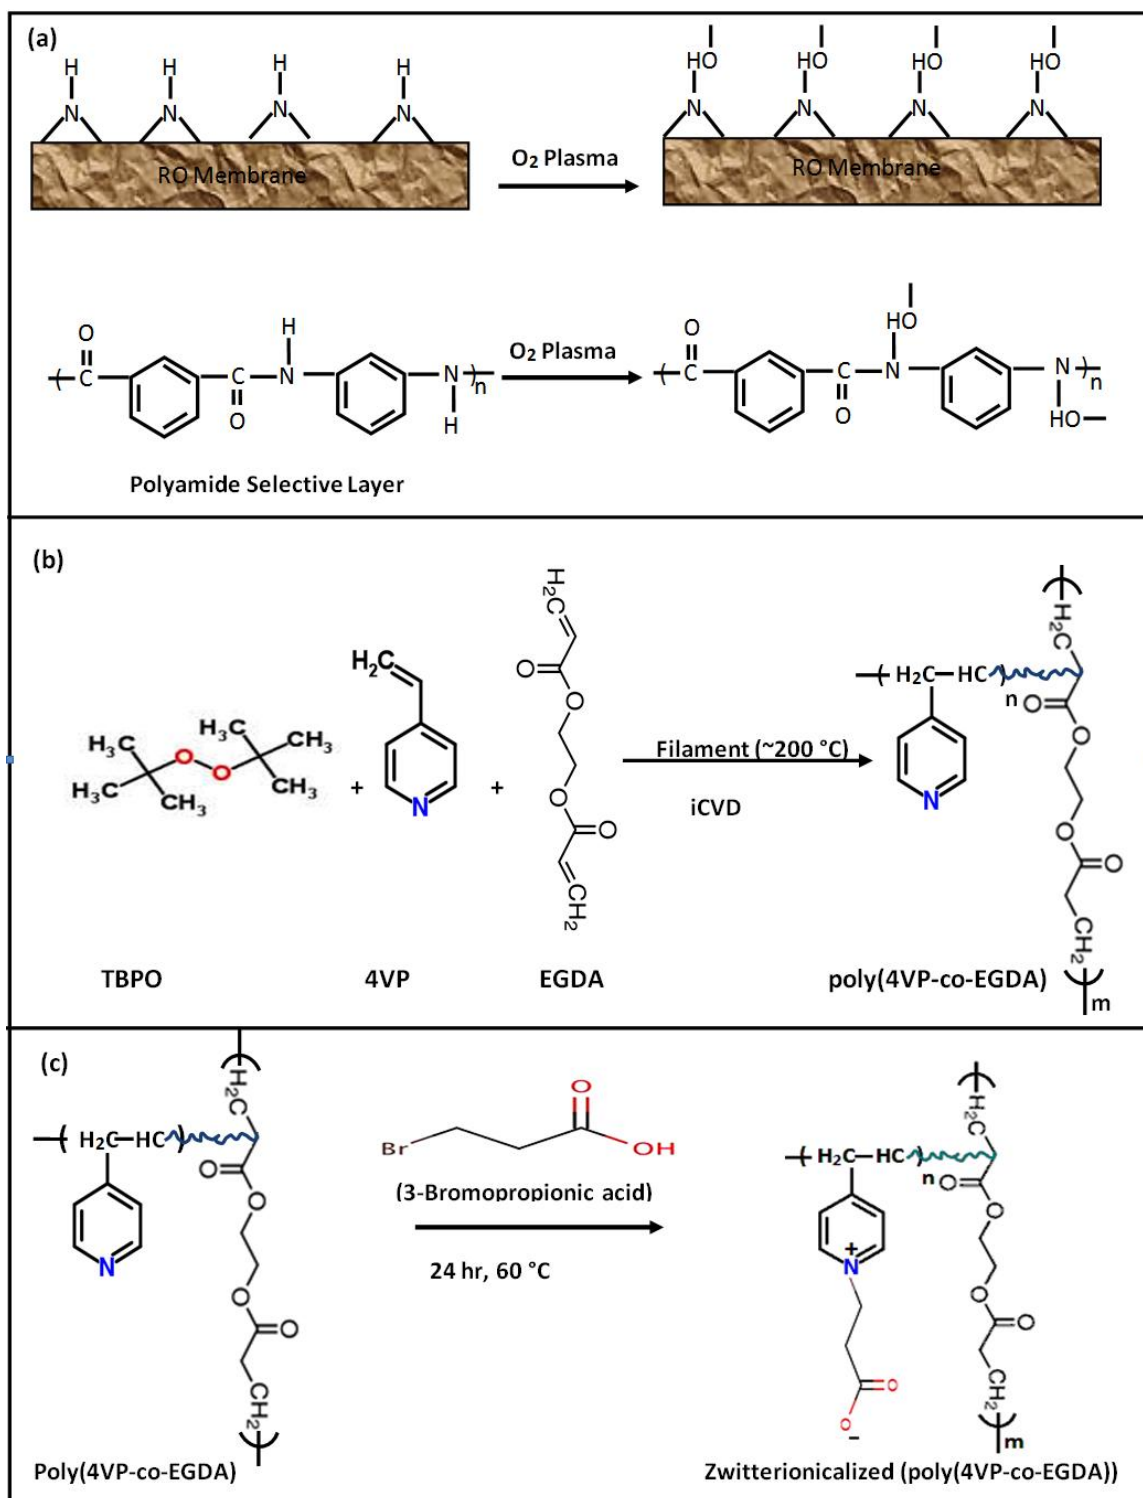 (a)
H H H H
N N N N
RO Membrane
O₂ Plasma
HO HO HO HO
N N N N
RO Membrane
O H
C C N N n
O H
O₂ Plasma
O HO
C C N N n
O HO
Polyamide Selective Layer
(b)
H₃C H₃C CH₃
O O
H₃C CH₃ CH₃
TBPO
+
H₂C
N
4VP
+
H₂C
O
O
O
O
CH₂
EGDA
Filament (~200 °C)
iCVD
H₂C
H₂C HC n
O
O
N
O
O
CH₂
m
poly(4VP-co-EGDA)
(c)
H₂C
H₂C HC
O
O
N
O
O
CH₂
Poly(4VP-co-EGDA)
O
Br OH
(3-Bromopropionic acid)
24 hr, 60 °C
H₂C
H₂C HC n
O
O
+
N
O
O
O
O
−
CH₂
m
Zwitterionicalized (poly(4VP-co-EGDA))